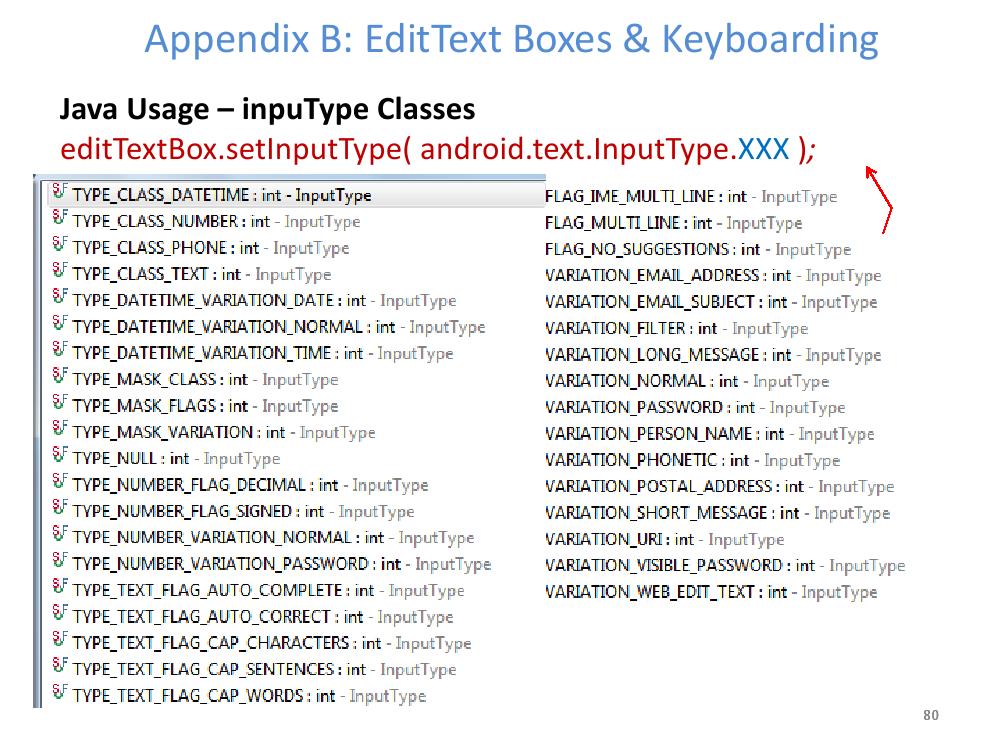 Appendix B: EditText Boxes & Keyboarding
Java Usage – inpuType Classes
editTextBox.setInputType( android.text.InputType.XXX );
TYPE_CLASS_DATETIME : int - InputType
TYPE_CLASS_NUMBER : int - InputType
TYPE_CLASS_PHONE : int - InputType
TYPE_CLASS_TEXT : int - InputType
TYPE_DATETIME_VARIATION_DATE : int - InputType
TYPE_DATETIME_VARIATION_NORMAL : int - InputType
TYPE_DATETIME_VARIATION_TIME : int - InputType
TYPE_MASK_CLASS : int - InputType
TYPE_MASK_FLAGS : int - InputType
TYPE_MASK_VARIATION : int - InputType
TYPE_NULL : int - InputType
TYPE_NUMBER_FLAG_DECIMAL : int - InputType
TYPE_NUMBER_FLAG_SIGNED : int - InputType
TYPE_NUMBER_VARIATION_NORMAL : int - InputType
TYPE_NUMBER_VARIATION_PASSWORD : int - InputType
TYPE_TEXT_FLAG_AUTO_COMPLETE : int - InputType
TYPE_TEXT_FLAG_AUTO_CORRECT : int - InputType
TYPE_TEXT_FLAG_CAP_CHARACTERS : int - InputType
TYPE_TEXT_FLAG_CAP_SENTENCES : int - InputType
TYPE_TEXT_FLAG_CAP_WORDS : int - InputType
FLAG_IME_MULTI_LINE : int - InputType
FLAG_MULTI_LINE : int - InputType
FLAG_NO_SUGGESTIONS : int - InputType
VARIATION_EMAIL_ADDRESS : int - InputType
VARIATION_EMAIL_SUBJECT : int - InputType
VARIATION_FILTER : int - InputType
VARIATION_LONG_MESSAGE : int - InputType
VARIATION_NORMAL : int - InputType
VARIATION_PASSWORD : int - InputType
VARIATION_PERSON_NAME : int - InputType
VARIATION_PHONETIC : int - InputType
VARIATION_POSTAL_ADDRESS : int - InputType
VARIATION_SHORT_MESSAGE : int - InputType
VARIATION_URI : int - InputType
VARIATION_VISIBLE_PASSWORD : int - InputType
VARIATION_WEB_EDIT_TEXT : int - InputType
80